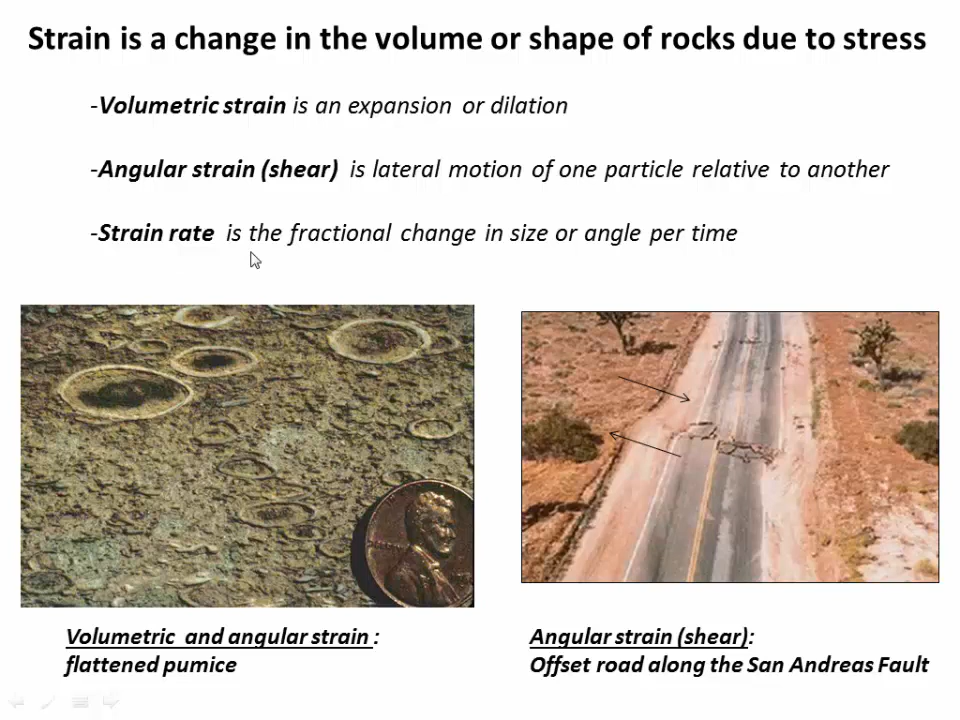 Strain is a change in the volume or shape of rocks due to stress
-Volumetric strain is an expansion or dilation
-Angular strain (shear) is lateral motion of one particle relative to another
-Strain rate is the fractional change in size or angle per time
Volumetric and angular strain :
flattened pumice
Angular strain (shear):
Offset road along the San Andreas Fault